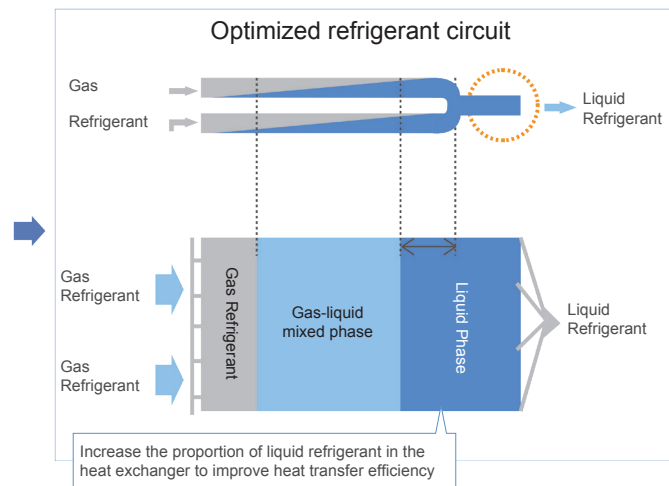 Optimized refrigerant circuit
Gas
Refrigerant
Liquid
Refrigerant
Gas
Refrigerant
Gas
Refrigerant
Gas Refrigerant
Gas-liquid
mixed phase
Liquid Phase
Liquid
Refrigerant
Increase the proportion of liquid refrigerant in the
heat exchanger to improve heat transfer efficiency